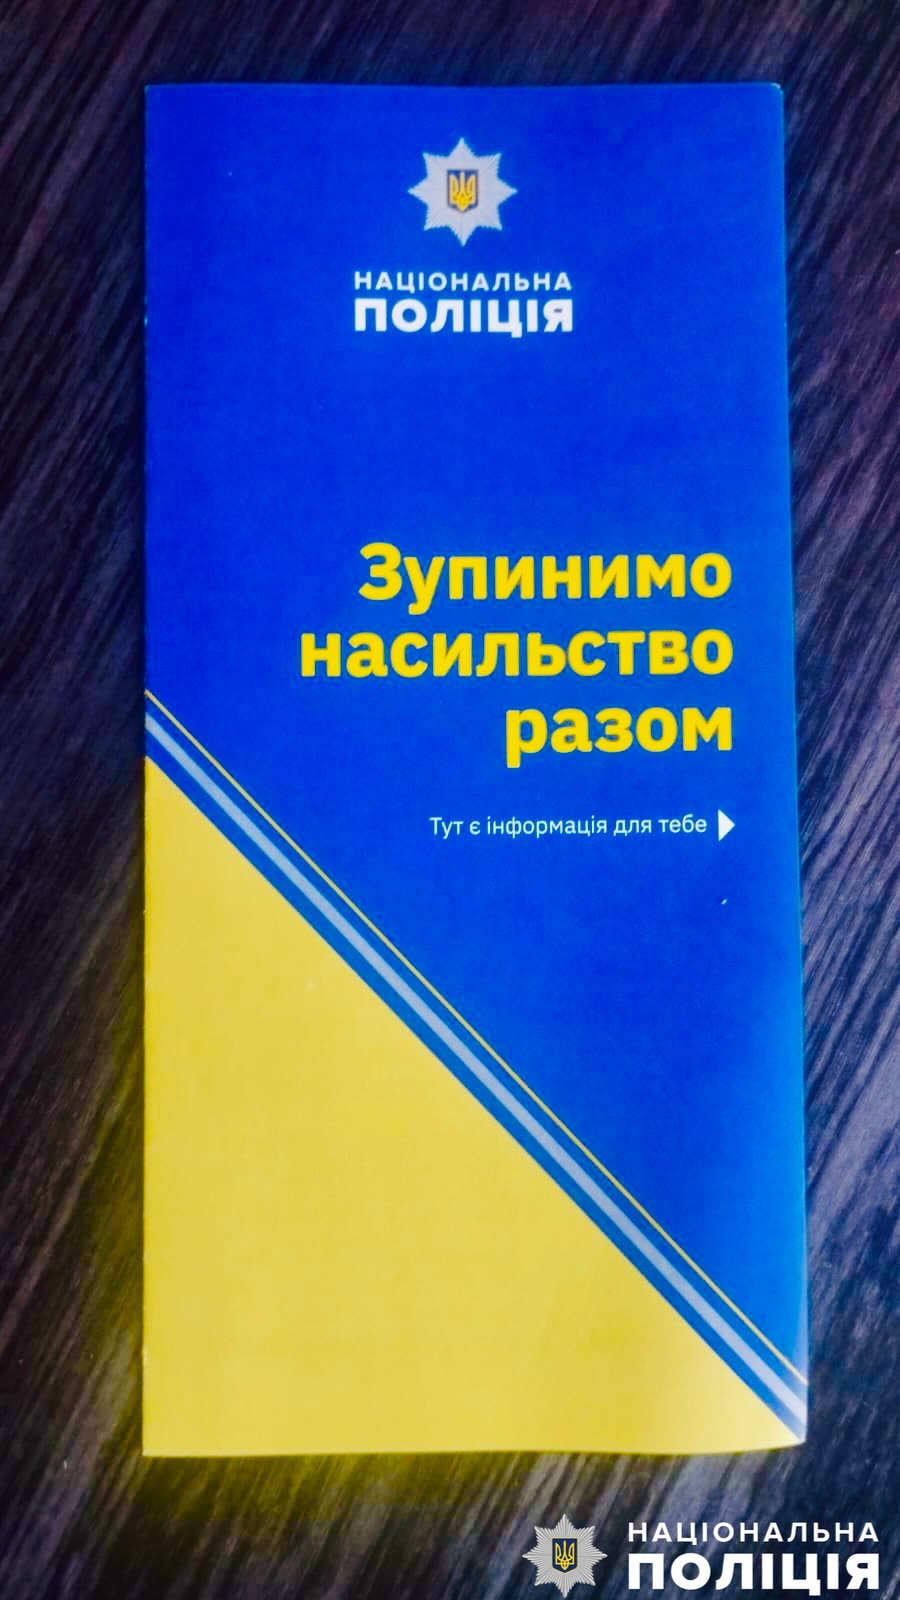 НАЦІОНАЛЬНА
ПОЛІЦІЯ
Зупинимо
насильство
разом
Тут є інформація для тебе
НАЦІОНАЛЬНА
ПОЛІЦІЯ